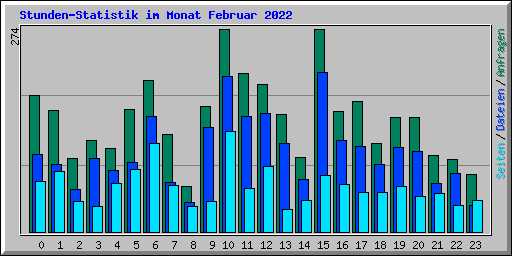 Stunden-Statistik im Monat Februar 2022
274
Seiten / Dateien / Anfragen
0 1 2 3 4 5 6 7 8 9 10 11 12 13 14 15 16 17 18 19 20 21 22 23